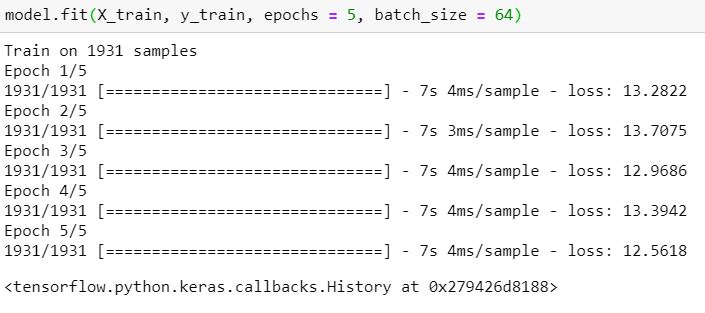 model.fit(X_train, y_train, epochs = 5, batch_size = 64)
Train on 1931 samples
Epoch 1/5
1931/1931 [==============================] - 7s 4ms/sample - loss: 13.2822
Epoch 2/5
1931/1931 [==============================] - 7s 3ms/sample - loss: 13.7075
Epoch 3/5
1931/1931 [==============================] - 7s 4ms/sample - loss: 12.9686
Epoch 4/5
1931/1931 [==============================] - 7s 4ms/sample - loss: 13.3942
Epoch 5/5
1931/1931 [==============================] - 7s 4ms/sample - loss: 12.5618
<tensorflow.python.keras.callbacks.History at 0x279426d8188>